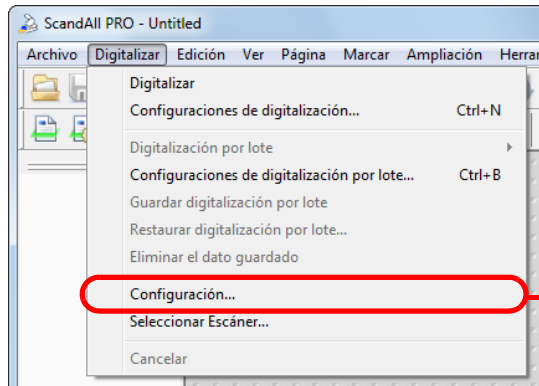 ScandAll PRO - Untitled
Archivo Digitalizar Edición Ver Página Marcar Ampliación
Digitalizar
Configuraciones de digitalización... Ctrl+N
Digitalización por lote
Configuraciones de digitalización por lote... Ctrl+B
Guardar digitalización por lote
Restaurar digitalización por lote...
Eliminar el dato guardado
Configuración...
Seleccionar Escáner...
Cancelar